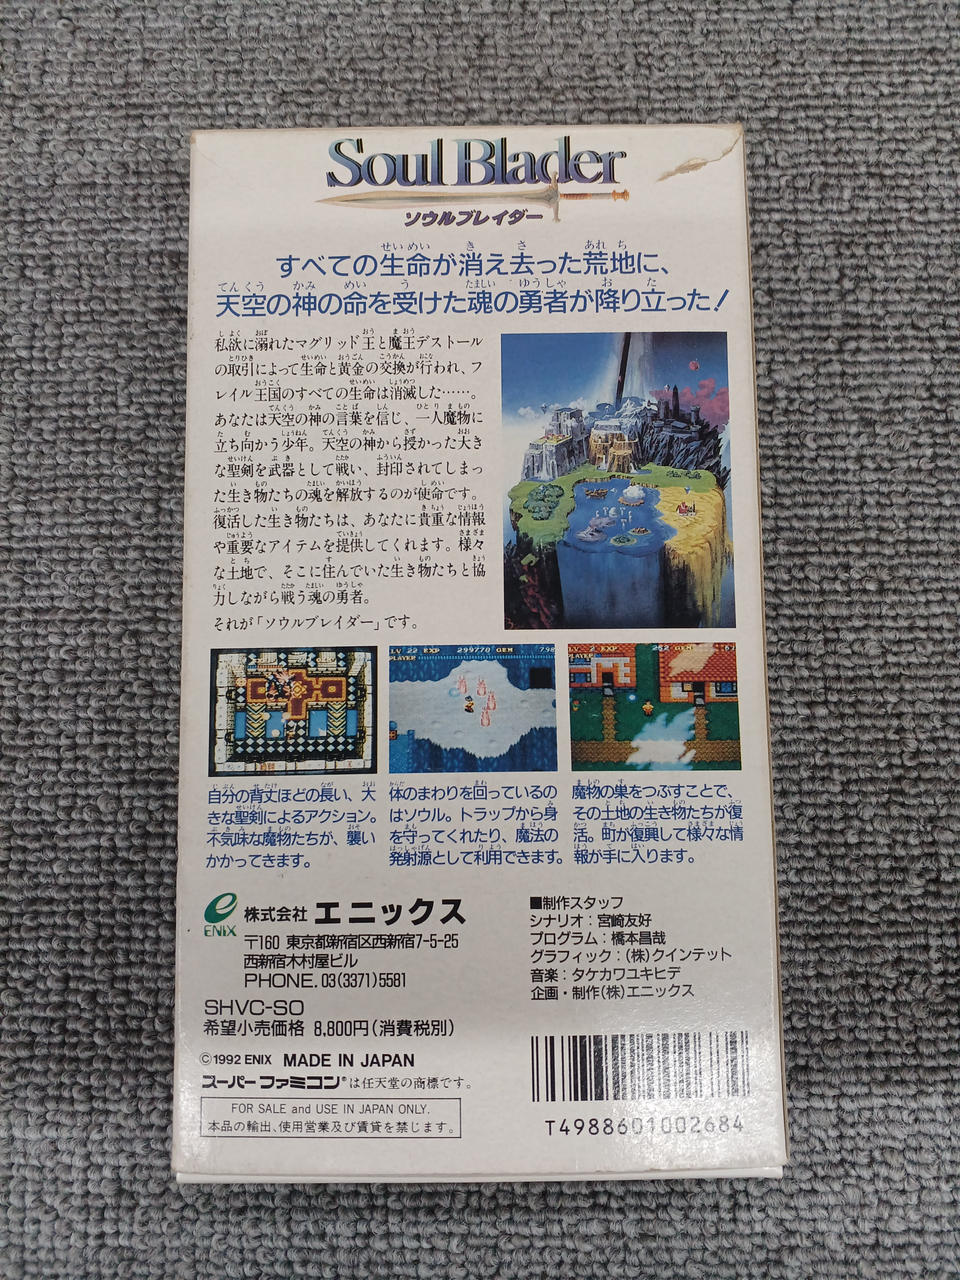 Soul Blader
ソウルブレイダー
すべての生命が消え去った荒地に、
天空の神の命を受けた魂の勇者が降り立った!
私欲に溺れたマグリッド王と魔王デストール
の取引によって生命と黄金の交換が行われ、フ
レイル王国のすべての生命は消滅した……。
あなたは天空の神の言葉を信じ、一人魔物に
立ち向かう少年。天空の神から授かった大き
な聖剣を武器として戦い、封印されてしまっ
た生き物たちの魂を解放するのが使命です。
復活した生き物たちは、あなたに貴重な情報
や重要なアイテムを提供してくれます。様々
な土地で、そこに住んでいた生き物たちと協
力しながら戦う魂の勇者。
それが「ソウルブレイダー」です。
LV 22 EXP 299770 GEM 798
PLAYER
LV 2 EXP 252 GEM 67
PLAYER
自分の背丈ほどの長い、大
きな聖剣によるアクション。
不気味な魔物たちが、襲い
かかってきます。
体のまわりを回っているの
はソウル。トラップから身
を守ってくれたり、魔法の
発射源として利用できます。
魔物の巣をつぶすことで、
その土地の生き物たちが復
活。町が復興して様々な情
報が手に入ります。
ENIX
株式会社 エニックス
〒160 東京都新宿区西新宿7-5-25
西新宿木村屋ビル
PHONE. 03(3371)5581
SHVC-SO
希望小売価格 8,800円(消費税別)
©1992 ENIX MADE IN JAPAN
スーパーファミコン®は任天堂の商標です。
FOR SALE and USE IN JAPAN ONLY.
本品の輸出、使用営業及び賃貸を禁じます。
■制作スタッフ
シナリオ:宮崎友好
プログラム:橋本昌哉
グラフィック:(株)クインテット
音楽:タケカワユキヒデ
企画・制作(株)エニックス
T4988601002684